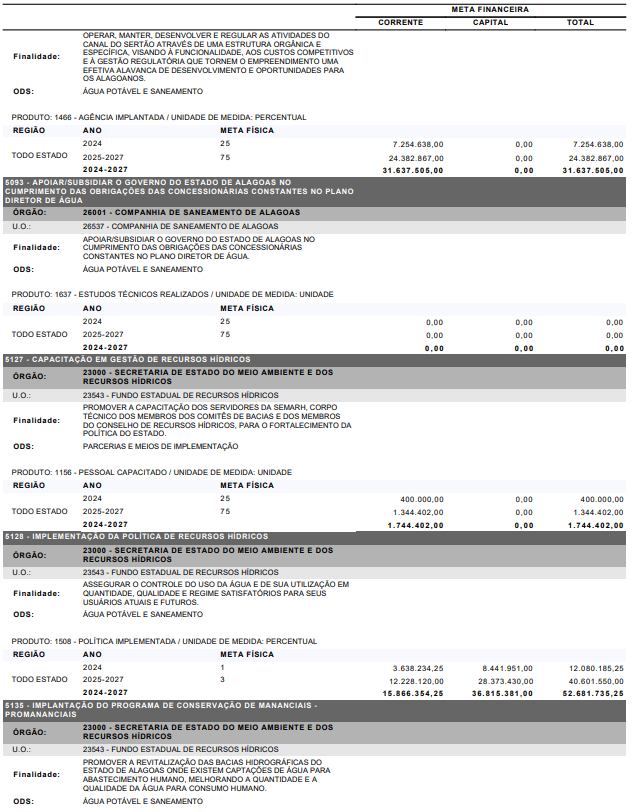 META FINANCEIRA
CORRENTE CAPITAL TOTAL
Finalidade: OPERAR, MANTER, DESENVOLVER E REGULAR AS ATIVIDADES DO
CANAL DO SERTÃO ATRAVÉS DE UMA ESTRUTURA ORGÂNICA E
ESPECÍFICA, VISANDO À FUNCIONALIDADE, AOS CUSTOS COMPETITIVOS
E À GESTÃO REGULATÓRIA QUE TORNEM O EMPREENDIMENTO UMA
EFETIVA ALAVANCA DE DESENVOLVIMENTO E OPORTUNIDADES PARA
OS ALAGOANOS.
ODS: ÁGUA POTÁVEL E SANEAMENTO
PRODUTO: 1466 - AGÊNCIA IMPLANTADA / UNIDADE DE MEDIDA: PERCENTUAL
REGIÃO ANO META FÍSICA
2024 25 7.254.638,00 0,00 7.254.638,00
TODO ESTADO 2025-2027 75 24.382.867,00 0,00 24.382.867,00
2024-2027 31.637.505,00 0,00 31.637.505,00
5093 - APOIAR/SUBSIDIAR O GOVERNO DO ESTADO DE ALAGOAS NO
CUMPRIMENTO DAS OBRIGAÇÕES DAS CONCESSIONÁRIAS CONSTANTES NO PLANO
DIRETOR DE ÁGUA
ÓRGÃO: 26001 - COMPANHIA DE SANEAMENTO DE ALAGOAS
U.O.: 26537 - COMPANHIA DE SANEAMENTO DE ALAGOAS
Finalidade: APOIAR/SUBSIDIAR O GOVERNO DO ESTADO DE ALAGOAS NO
CUMPRIMENTO DAS OBRIGAÇÕES DAS CONCESSIONÁRIAS
CONSTANTES NO PLANO DIRETOR DE ÁGUA.
ODS: ÁGUA POTÁVEL E SANEAMENTO
PRODUTO: 1637 - ESTUDOS TÉCNICOS REALIZADOS / UNIDADE DE MEDIDA: UNIDADE
REGIÃO ANO META FÍSICA
2024 25 0,00 0,00 0,00
TODO ESTADO 2025-2027 75 0,00 0,00 0,00
2024-2027 0,00 0,00 0,00
5127 - CAPACITAÇÃO EM GESTÃO DE RECURSOS HÍDRICOS
ÓRGÃO: 23000 - SECRETARIA DE ESTADO DO MEIO AMBIENTE E DOS
RECURSOS HÍDRICOS
U.O.: 23543 - FUNDO ESTADUAL DE RECURSOS HÍDRICOS
Finalidade: PROMOVER A CAPACITAÇÃO DOS SERVIDORES DA SEMARH, CORPO
TÉCNICO DOS MEMBROS DOS COMITÊS DE BACIAS E DOS MEMBROS
DO CONSELHO DE RECURSOS HÍDRICOS, PARA O FORTALECIMENTO DA
POLÍTICA DO ESTADO.
ODS: PARCERIAS E MEIOS DE IMPLEMENTAÇÃO
PRODUTO: 1156 - PESSOAL CAPACITADO / UNIDADE DE MEDIDA: UNIDADE
REGIÃO ANO META FÍSICA
2024 25 400.000,00 0,00 400.000,00
TODO ESTADO 2025-2027 75 1.344.402,00 0,00 1.344.402,00
2024-2027 1.744.402,00 0,00 1.744.402,00
5128 - IMPLEMENTAÇÃO DA POLÍTICA DE RECURSOS HÍDRICOS
ÓRGÃO: 23000 - SECRETARIA DE ESTADO DO MEIO AMBIENTE E DOS
RECURSOS HÍDRICOS
U.O.: 23543 - FUNDO ESTADUAL DE RECURSOS HÍDRICOS
Finalidade: ASSEGURAR O CONTROLE DO USO DA ÁGUA E DE SUA UTILIZAÇÃO EM
QUANTIDADE, QUALIDADE E REGIME SATISFATÓRIOS PARA SEUS
USUÁRIOS ATUAIS E FUTUROS.
ODS: ÁGUA POTÁVEL E SANEAMENTO
PRODUTO: 1508 - POLÍTICA IMPLEMENTADA / UNIDADE DE MEDIDA: PERCENTUAL
REGIÃO ANO META FÍSICA
2024 1 3.638.234,25 8.441.951,00 12.080.185,25
TODO ESTADO 2025-2027 3 12.228.120,00 28.373.430,00 40.601.550,00
2024-2027 15.866.354,25 36.815.381,00 52.681.735,25
5135 - IMPLANTAÇÃO DO PROGRAMA DE CONSERVAÇÃO DE MANANCIAIS -
PROMANANCIAIS
ÓRGÃO: 23000 - SECRETARIA DE ESTADO DO MEIO AMBIENTE E DOS
RECURSOS HÍDRICOS
U.O.: 23543 - FUNDO ESTADUAL DE RECURSOS HÍDRICOS
Finalidade: PROMOVER A REVITALIZAÇÃO DAS BACIAS HIDROGRÁFICAS DO
ESTADO DE ALAGOAS ONDE EXISTEM CAPTAÇÕES DE ÁGUA PARA
ABASTECIMENTO HUMANO, MELHORANDO A QUANTIDADE E A
QUALIDADE DA ÁGUA PARA CONSUMO HUMANO.
ODS: ÁGUA POTÁVEL E SANEAMENTO